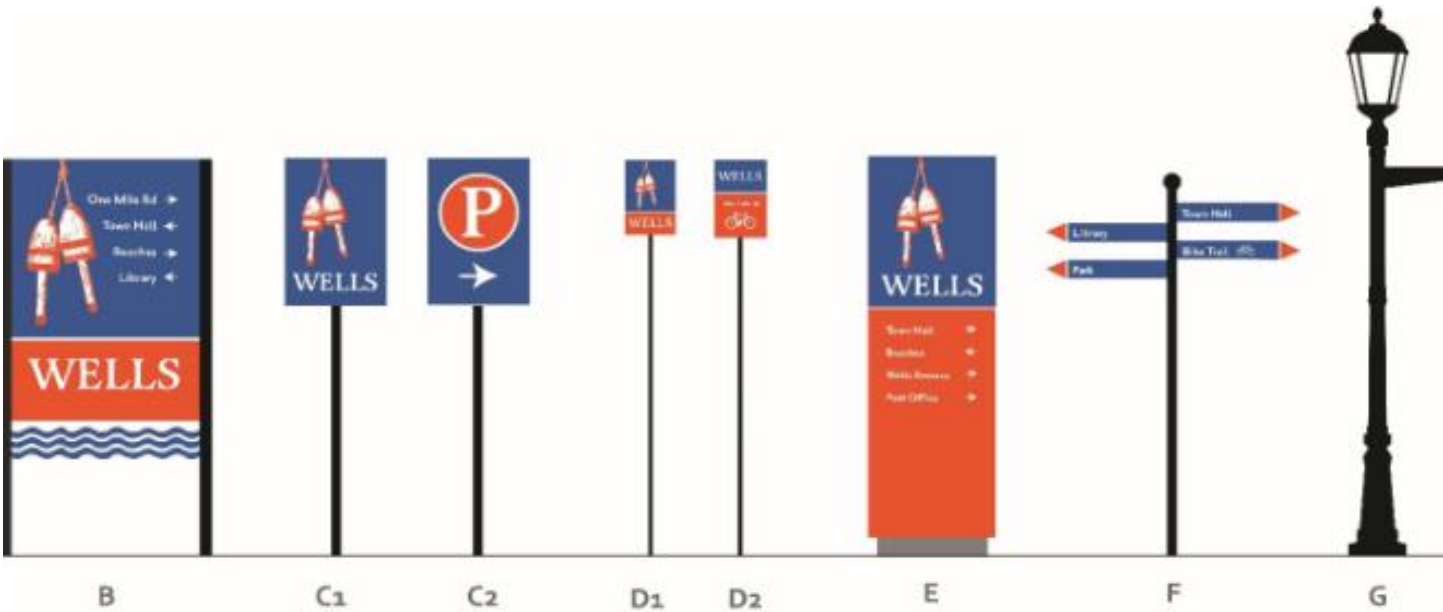 One Mile Rd →
Town Hall ←
Beaches →
Library ←
WELLS
WELLS
P
→
WELLS
WELLS
WELLS
Town Hall →
Beaches ←
Post Office →
Town Hall
Library
Bike Trail
Park
B
C1
C2
D1
D2
E
F
G